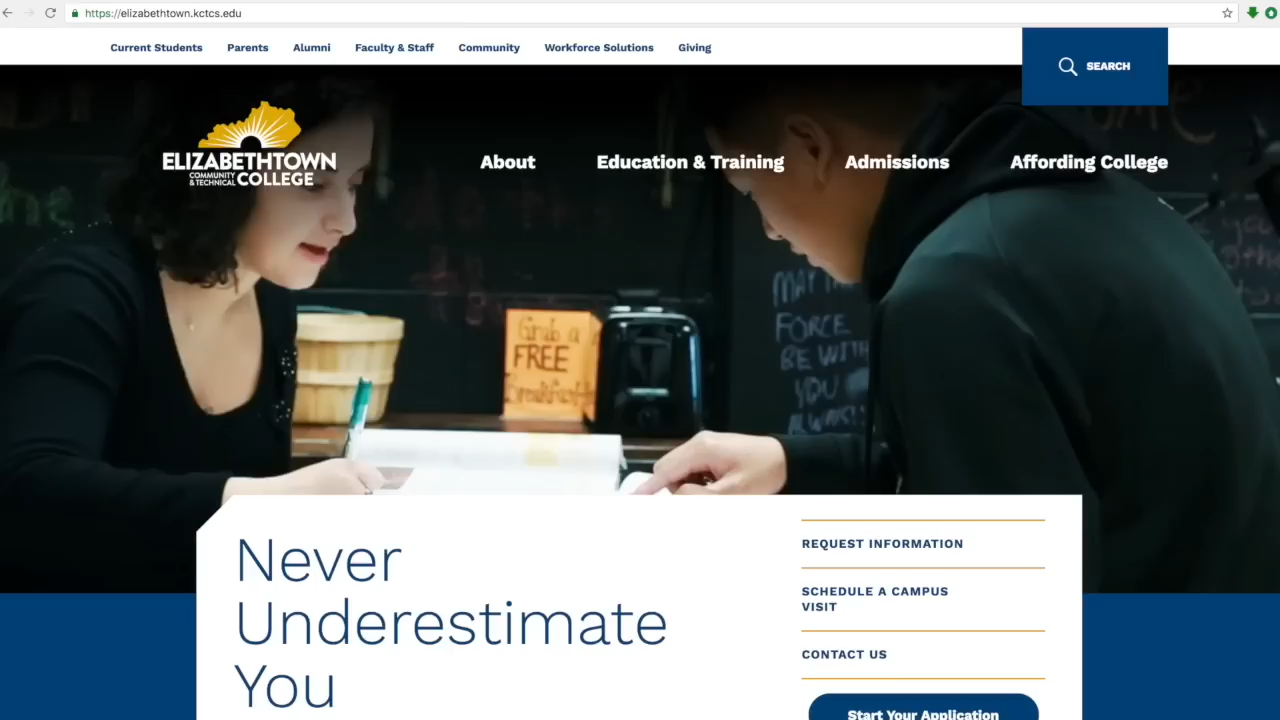 https://elizabethtown.kctcs.edu
Current Students Parents Alumni Faculty & Staff Community Workforce Solutions Giving
SEARCH
ELIZABETHTOWN
COMMUNITY & TECHNICAL COLLEGE
About Education & Training Admissions Affording College
Grab a
FREE
Breakfast
FORCE
BE WITH
YOU
ALWAYS
Never
Underestimate
You
REQUEST INFORMATION
SCHEDULE A CAMPUS
VISIT
CONTACT US
Start Your Application